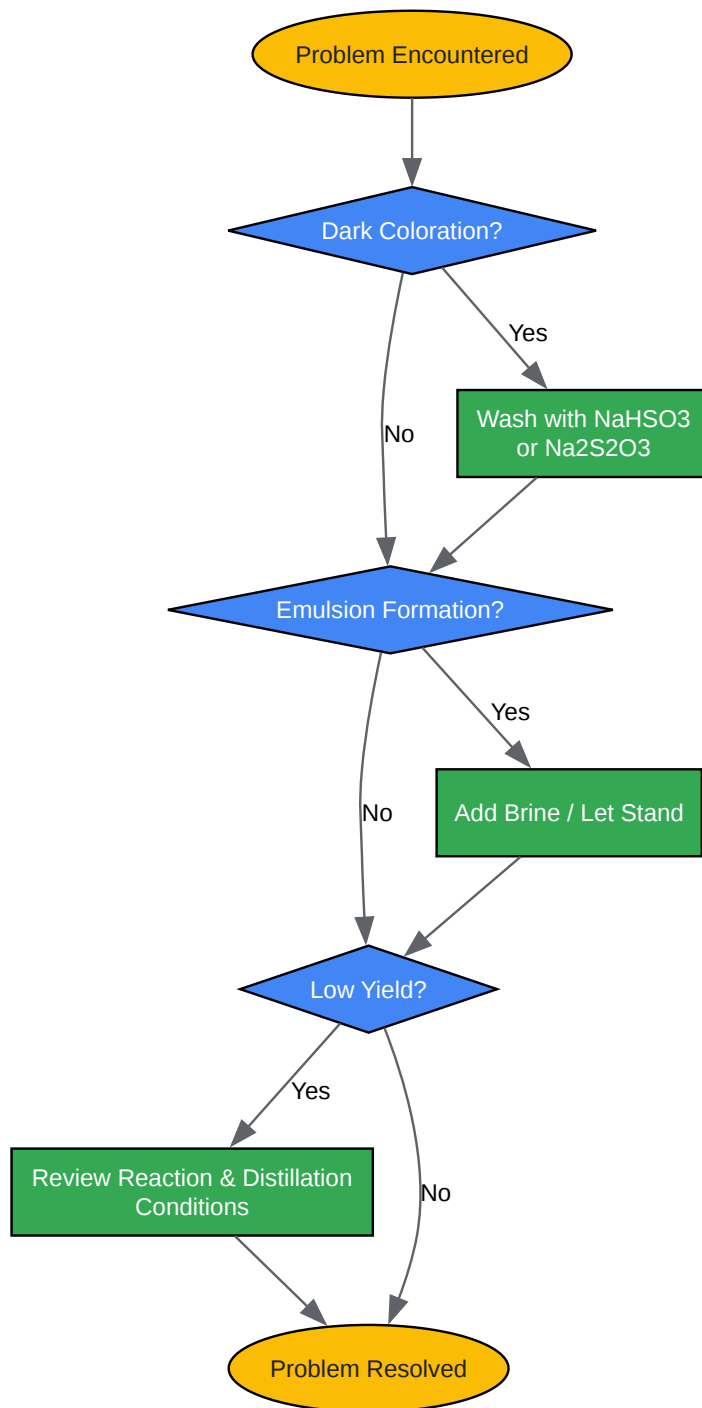 Problem Encountered
Dark Coloration?
Yes
Wash with NaHSO3
or Na2S2O3
No
Emulsion Formation?
Yes
Add Brine / Let Stand
No
Low Yield?
Yes
Review Reaction & Distillation
Conditions
No
Problem Resolved